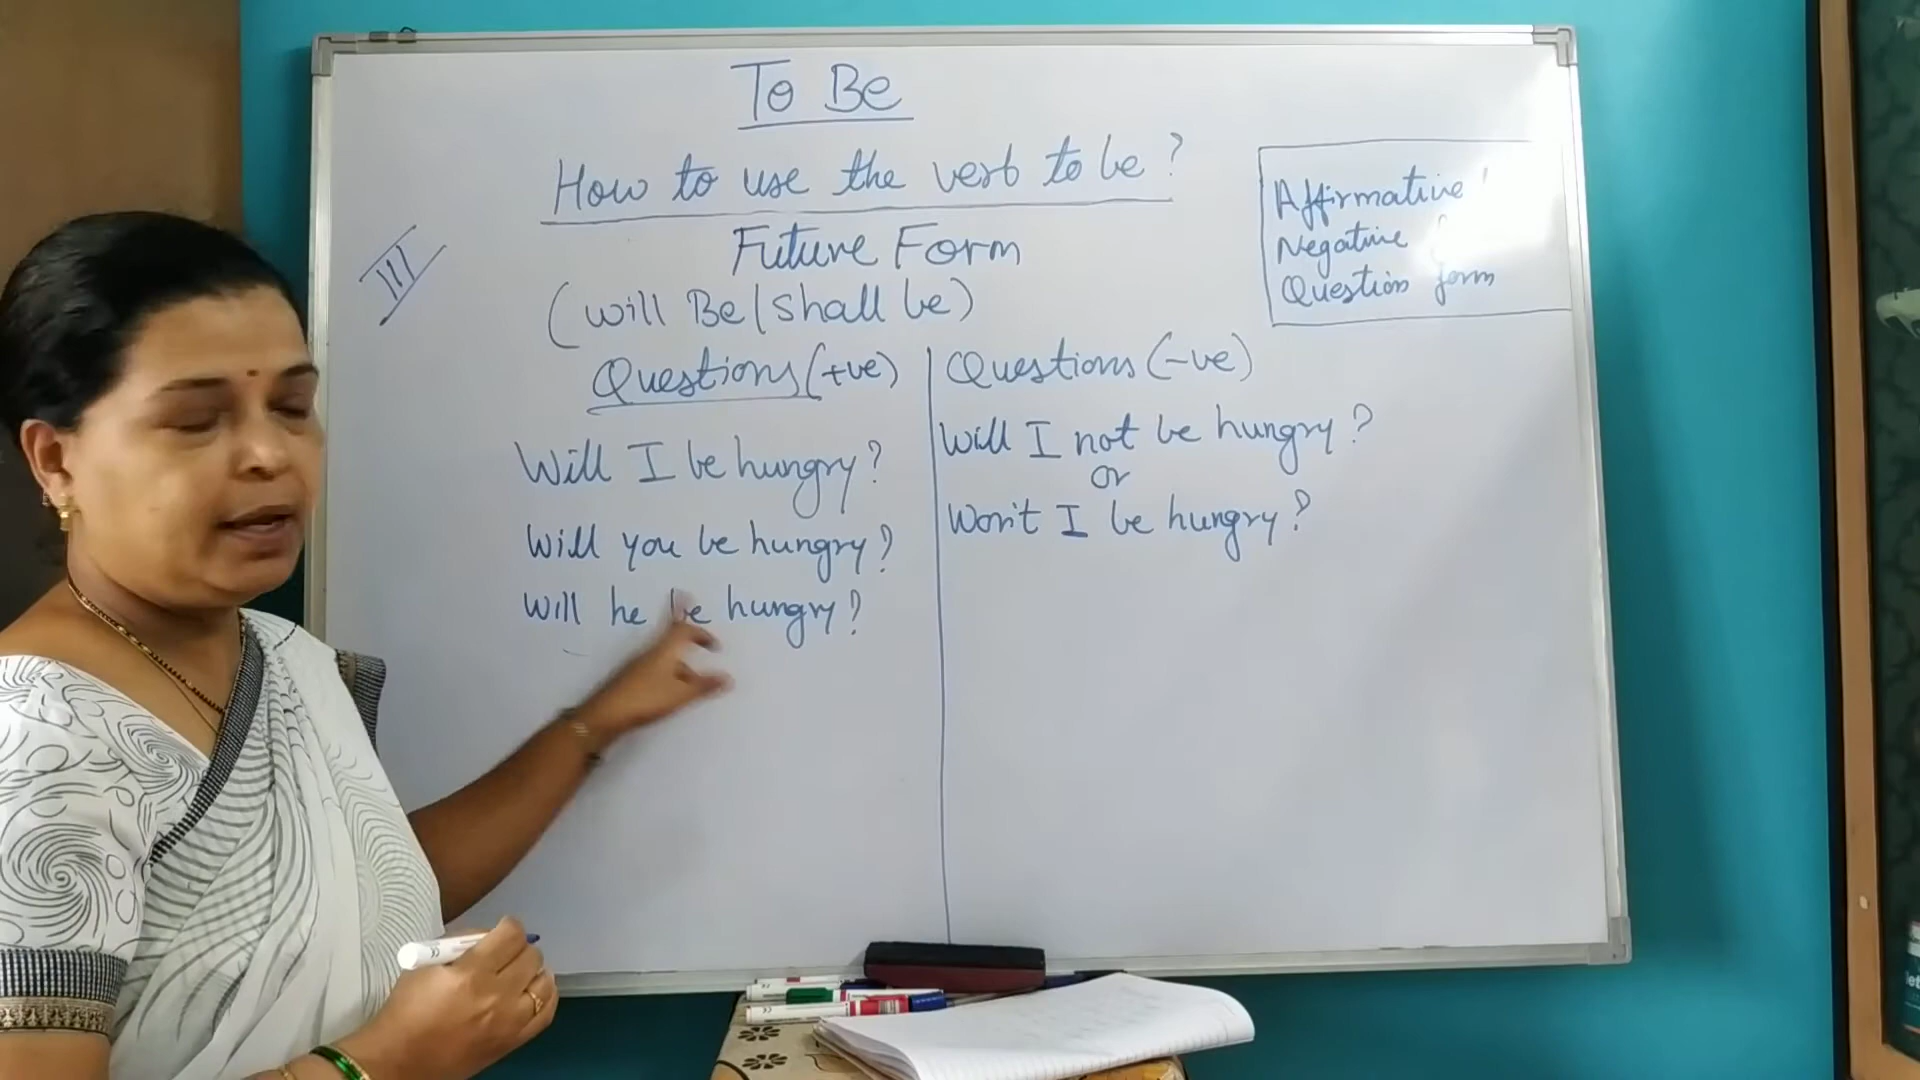 To Be
How to use the verb to be?
III
Future Form
(will Be/shall be)
Affirmative
Negative
Question form
Questions (+ve)
Will I be hungry?
Will you be hungry?
Will he be hungry?
Questions (-ve)
Will I not be hungry?
or
Won't I be hungry?